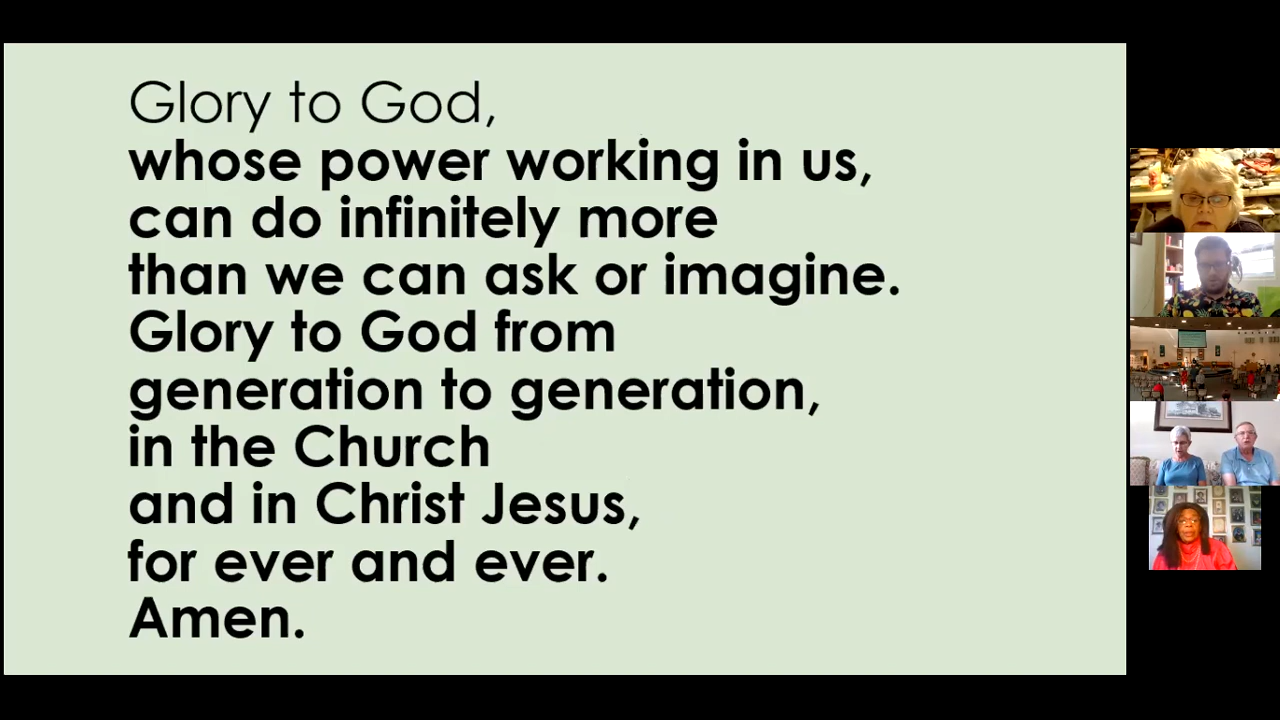 Glory to God,
whose power working in us,
can do infinitely more
than we can ask or imagine.
Glory to God from
generation to generation,
in the Church
and in Christ Jesus,
for ever and ever.
Amen.